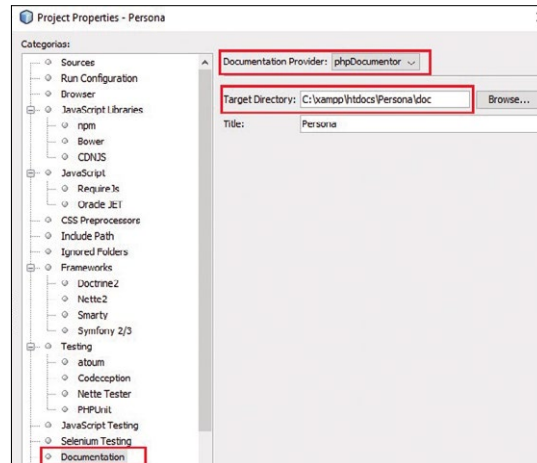 Project Properties - Persona
Categorias:
Sources
Run Configuration
Browser
JavaScript Libraries
npm
Bower
CDNJS
JavaScript
RequireJs
Oracle JET
CSS Preprocessors
Include Path
Ignored Folders
Frameworks
Doctrine2
Nette2
Smarty
Symfony 2/3
Testing
atoum
Codeception
Nette Tester
PHPUnit
JavaScript Testing
Selenium Testing
Documentation
Documentation Provider: phpDocumentor
Target Directory: C:\xampp\htdocs\Persona\doc Browse...
Title: Persona